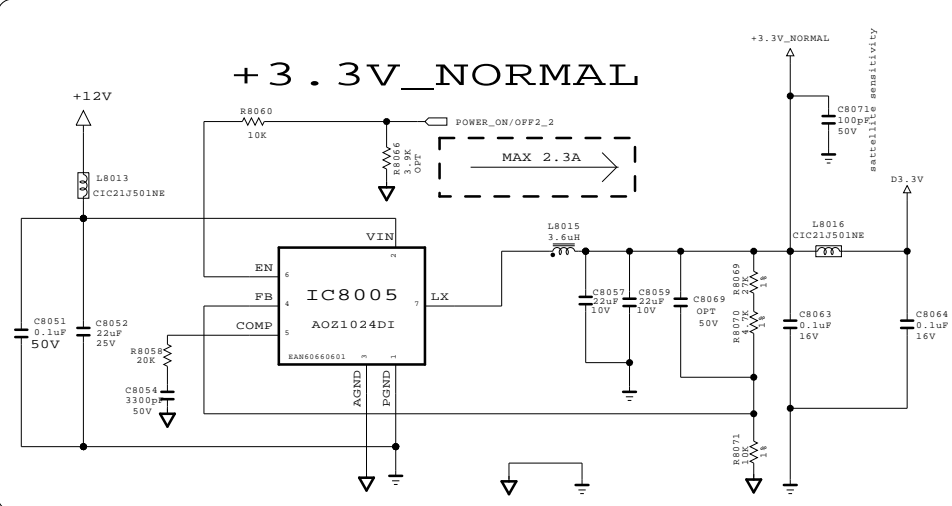 +3.3V_NORMAL
+12V
L8013
CIC21J501NE
R8060
10K
POWER_ON/OFF2_2
R8066
3.9K
OPT
MAX 2.3A
+3.3V_NORMAL
C8071
100pF
50V
sattellite sensitivity
D3.3V
L8016
CIC21J501NE
L8015
3.6uH
VIN
2
EN
6
FB
4
COMP
5
IC8005
AOZ1024DI
EAN60660601
LX
7
3
1
AGND
PGND
C8051
0.1uF
50V
C8052
22uF
25V
R8058
20K
C8054
3300pF
50V
C8057
22uF
10V
C8059
22uF
10V
C8069
OPT
50V
R8069
27K
1%
R8070
4.7K
1%
R8071
10K
1%
C8063
0.1uF
16V
C8064
0.1uF
16V